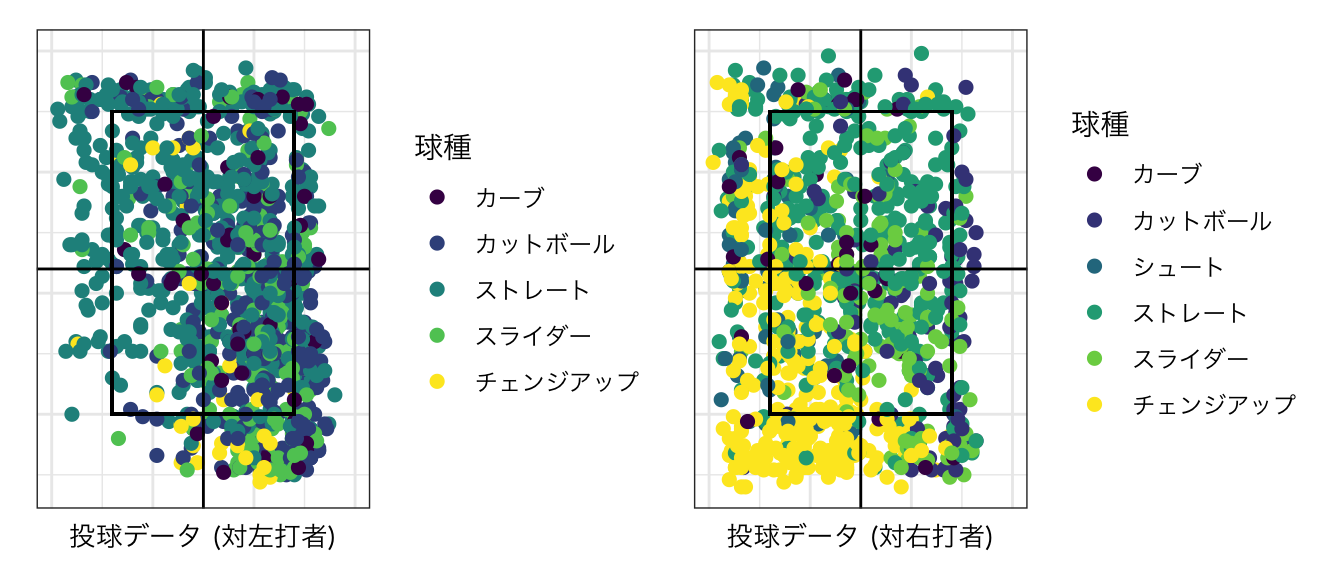 球種
カーブ
カットボール
ストレート
スライダー
チェンジアップ
投球データ (対左打者)
球種
カーブ
カットボール
シュート
ストレート
スライダー
チェンジアップ
投球データ (対右打者)